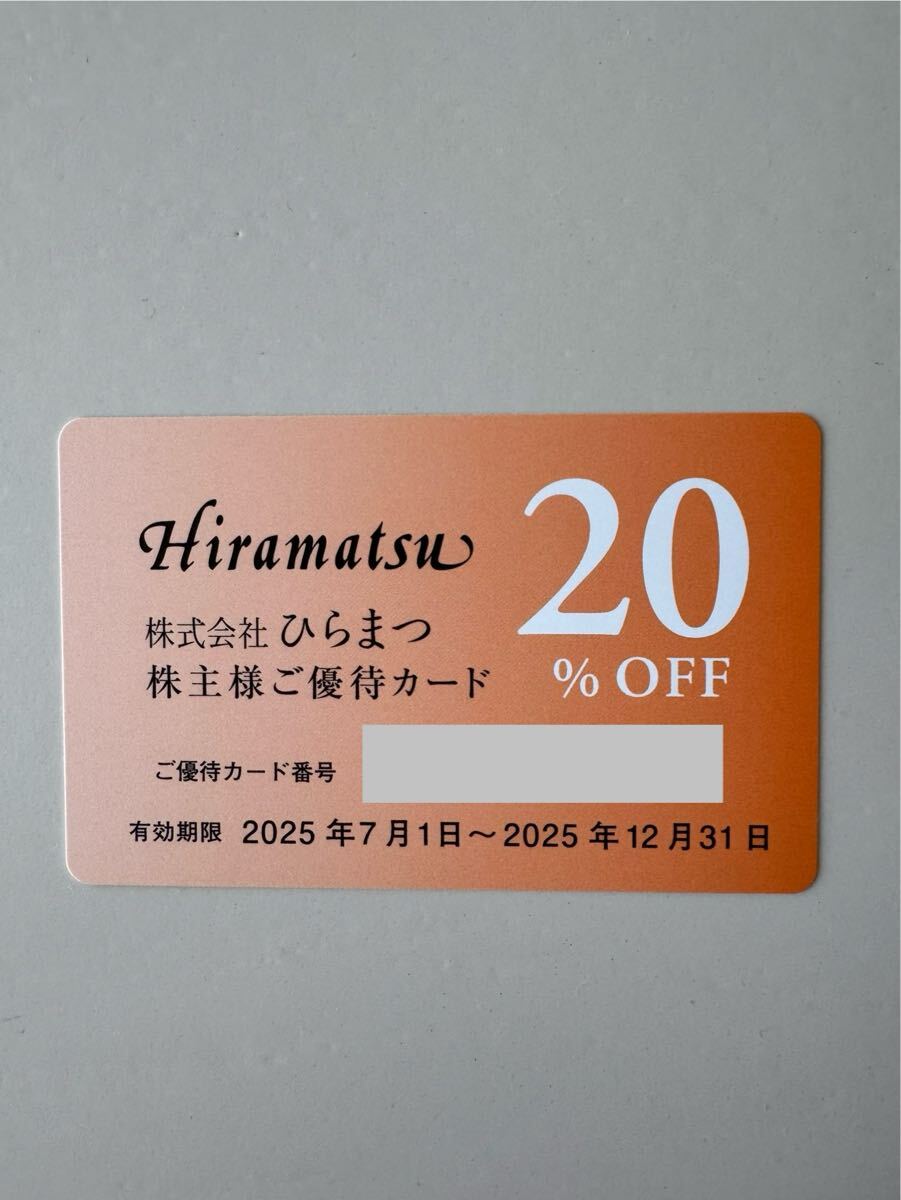 Hiramatsu
株式会社 ひらまつ
株主様ご優待カード
20
% OFF
ご優待カード番号
有効期限 2025年7月1日～2025年12月31日